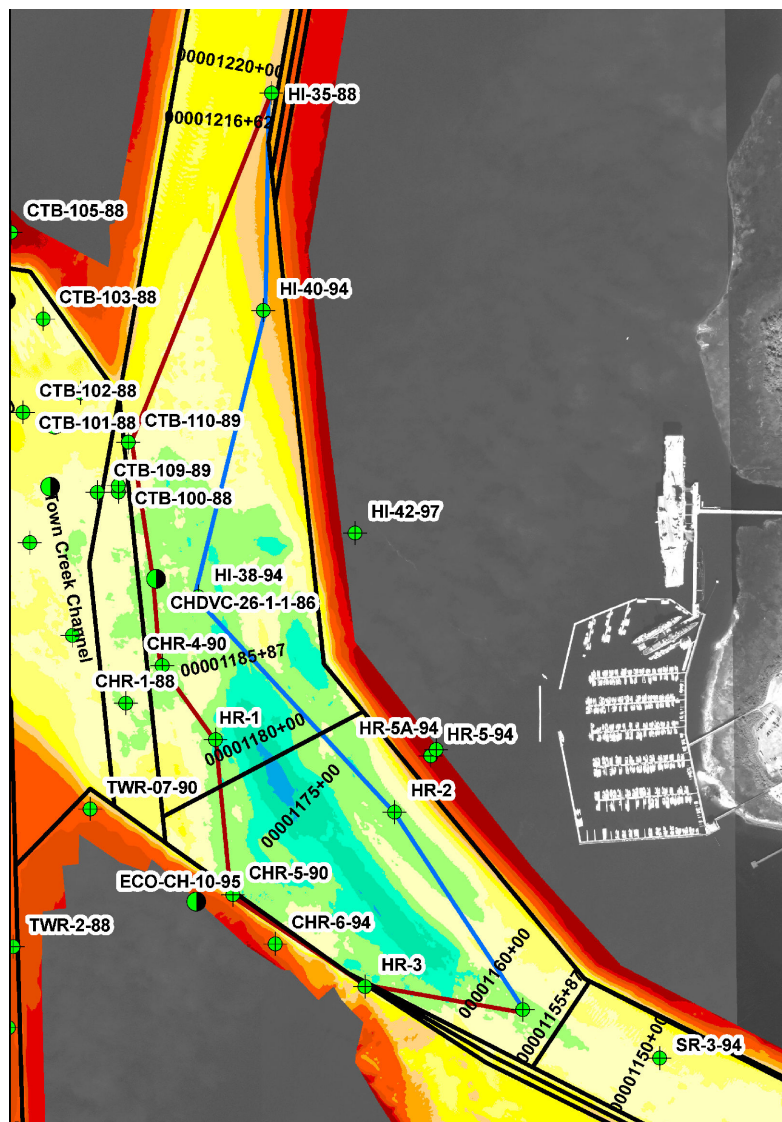 00001220+00
HI-35-88
00001216+62
CTB-105-88
HI-40-94
CTB-103-88
CTB-102-88
CTB-101-88
CTB-110-89
CTB-109-89
CTB-100-88
HI-42-97
Town Creek Channel
HI-38-94
CHDVC-26-1-1-86
CHR-4-90
00001185+87
CHR-1-88
HR-1
00001180+00
HR-5A-94
HR-5-94
TWR-07-90
00001175+00
HR-2
CHR-5-90
ECO-CH-10-95
CHR-6-94
TWR-2-88
HR-3
00001160+00
00001155+87
SR-3-94
00001150+00